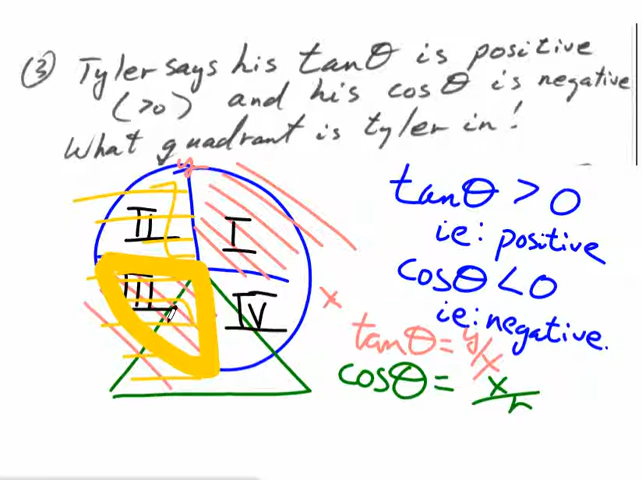 ③ Tyler says his tanθ is positive
(>0) and his cosθ is negative
What quadrant is tyler in!
y
II I
III IV
x
tanθ > 0
ie: positive
cosθ < 0
ie: negative.
tanθ = y/x
cosθ = x/r